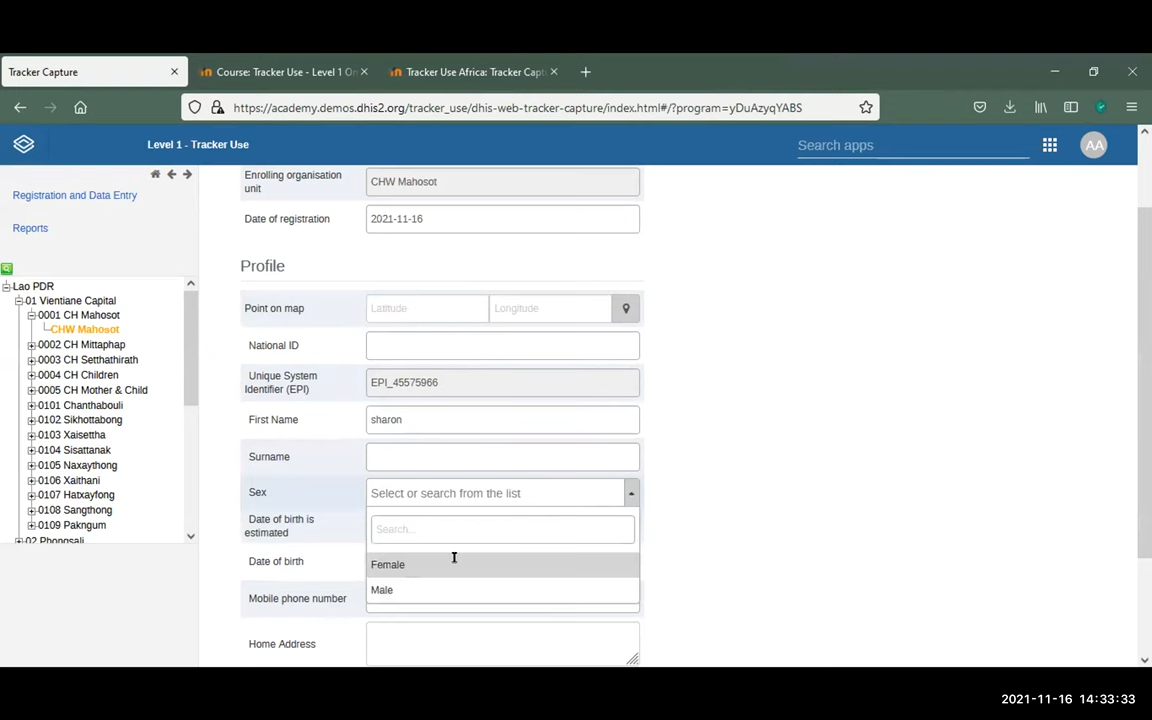 Tracker Capture
Course: Tracker Use - Level 1 On
Tracker Use Africa: Tracker Captu
https://academy.demos.dhis2.org/tracker_use/dhis-web-tracker-capture/index.html#/?program=yDuAzyqYABS
Level 1 - Tracker Use
Search apps
AA
Registration and Data Entry
Reports
Lao PDR
01 Vientiane Capital
0001 CH Mahosot
CHW Mahosot
0002 CH Mittaphap
0003 CH Setthathirath
0004 CH Children
0005 CH Mother & Child
0101 Chanthabouli
0102 Sikhottabong
0103 Xaisettha
0104 Sisattanak
0105 Naxaythong
0106 Xaithani
0107 Hatxayfong
0108 Sangthong
0109 Pakngum
02 Phongsali
Enrolling organisation
unit
CHW Mahosot
Date of registration
2021-11-16
Profile
Point on map
Latitude
Longitude
National ID
Unique System
Identifier (EPI)
EPI_45575966
First Name
sharon
Surname
Sex
Select or search from the list
Search...
Date of birth is
estimated
Female
Date of birth
Male
Mobile phone number
Home Address
2021-11-16 14:33:33